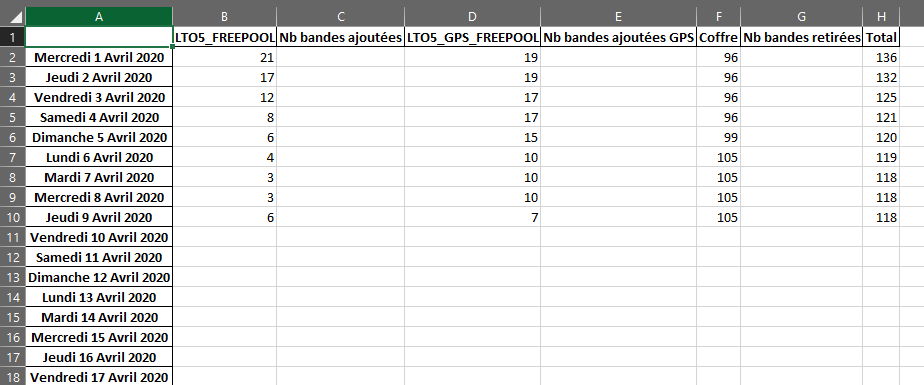 A B C D E F G H
1 LTO5_FREEPOOL Nb bandes ajoutées LTO5_GPS_FREEPOOL Nb bandes ajoutées GPS Coffre Nb bandes retirées Total
2 Mercredi 1 Avril 2020 21 19 96 136
3 Jeudi 2 Avril 2020 17 19 96 132
4 Vendredi 3 Avril 2020 12 17 96 125
5 Samedi 4 Avril 2020 8 17 96 121
6 Dimanche 5 Avril 2020 6 15 99 120
7 Lundi 6 Avril 2020 4 10 105 119
8 Mardi 7 Avril 2020 3 10 105 118
9 Mercredi 8 Avril 2020 3 10 105 118
10 Jeudi 9 Avril 2020 6 7 105 118
11 Vendredi 10 Avril 2020
12 Samedi 11 Avril 2020
13 Dimanche 12 Avril 2020
14 Lundi 13 Avril 2020
15 Mardi 14 Avril 2020
16 Mercredi 15 Avril 2020
17 Jeudi 16 Avril 2020
18 Vendredi 17 Avril 2020